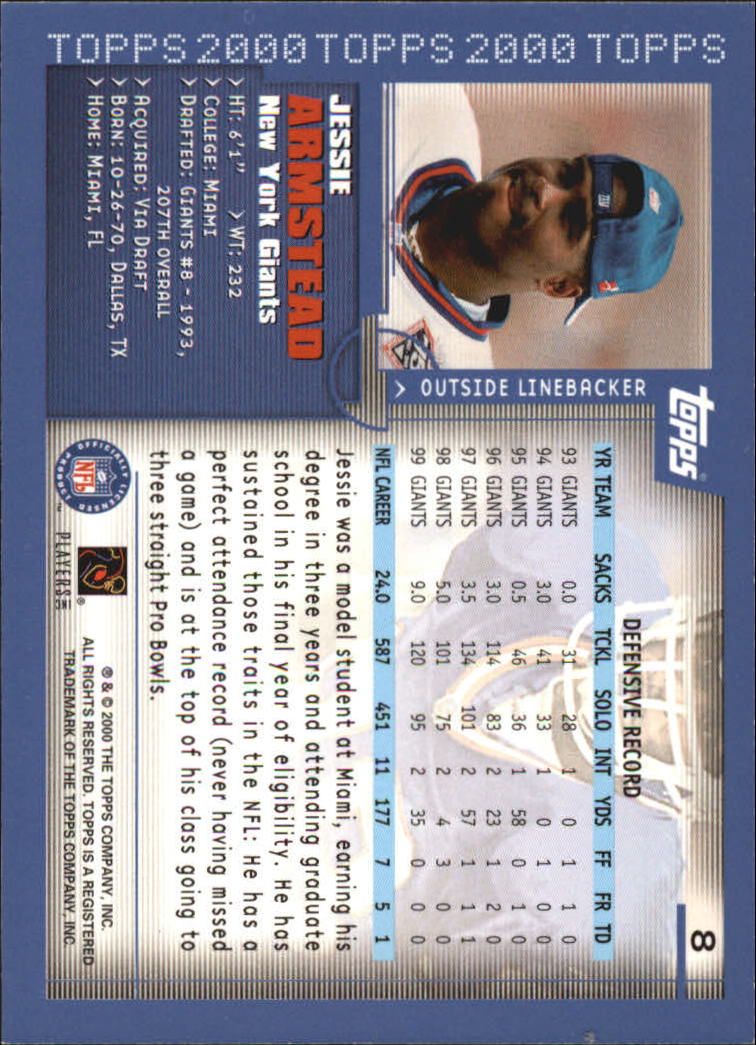 TOPPS 2000 TOPPS 2000 TOPPS
topps
8
> OUTSIDE LINEBACKER
JESSIE
ARMSTEAD
New York Giants
> HT: 6'1" > WT: 232
> COLLEGE: MIAMI
> DRAFTED: GIANTS #8 - 1993,
207TH OVERALL
> ACQUIRED: VIA DRAFT
> BORN: 10-26-70, DALLAS, TX
> HOME: MIAMI, FL
DEFENSIVE RECORD
YR TEAM SACKS TCKL SOLO INT YDS FF FR TD
93 GIANTS 0.0 31 28 1 0 1 1 0
94 GIANTS 3.0 41 33 1 0 1 0 0
95 GIANTS 0.5 46 36 1 58 0 1 0
96 GIANTS 3.0 114 83 2 23 1 2 0
97 GIANTS 3.5 134 101 2 57 1 1 1
98 GIANTS 5.0 101 75 2 4 3 0 0
99 GIANTS 9.0 120 95 2 35 0 0 0
NFL CAREER 24.0 587 451 11 177 7 5 1
Jessie was a model student at Miami, earning his
degree in three years and attending graduate
school in his final year of eligibility. He has
sustained those traits in the NFL: He has a
perfect attendance record (never having missed
a game) and is at the top of his class going to
three straight Pro Bowls.
OFFICIALLY LICENSED PRODUCT
NFL
™
PLAYERS INC
®
® & © 2000 THE TOPPS COMPANY, INC.
ALL RIGHTS RESERVED. TOPPS IS A REGISTERED
TRADEMARK OF THE TOPPS COMPANY, INC.